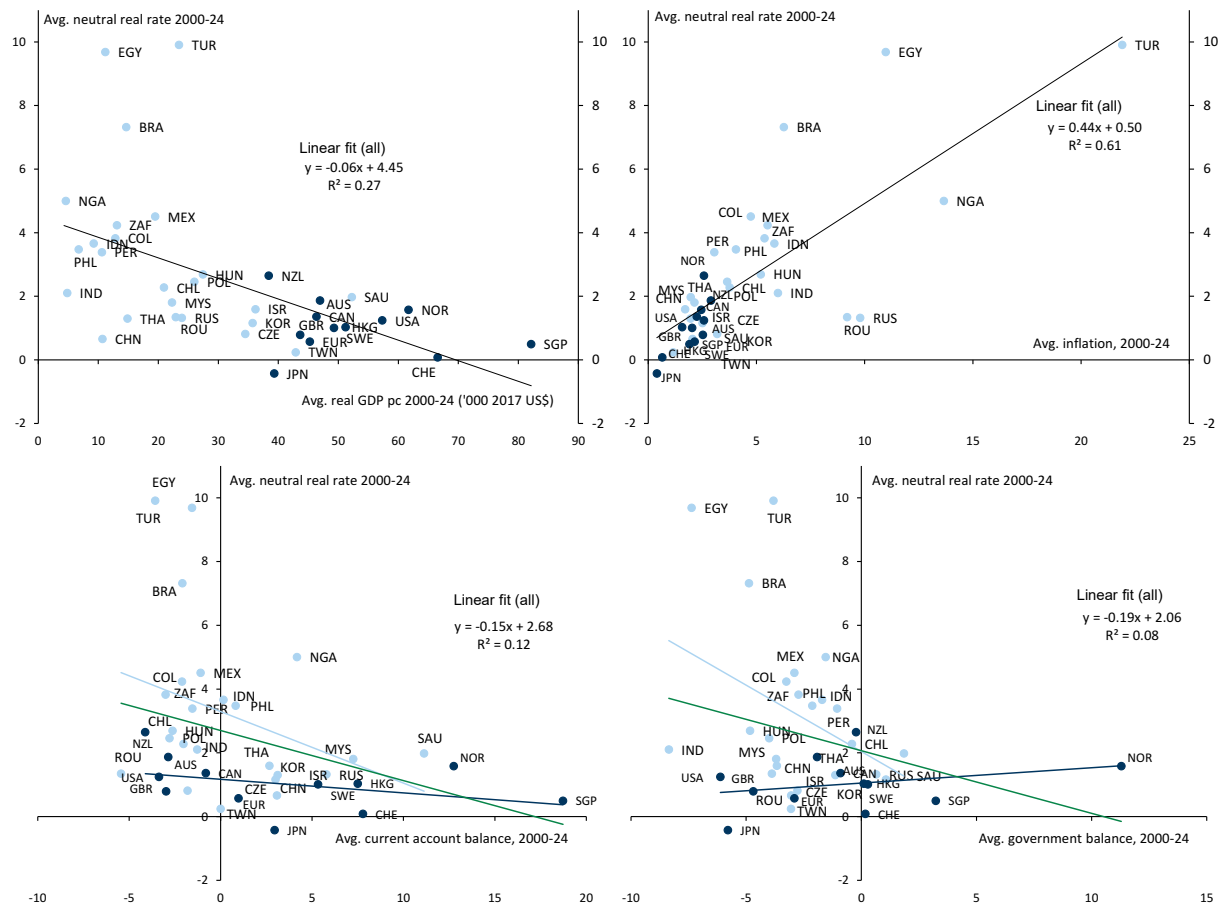 Avg. neutral real rate 2000-24
10
8
6
4
2
0
-2
10
8
6
4
2
0
-2
EGY
TUR
BRA
NGA
MEX
ZAF
COL
IDN
PER
PHL
HUN
POL
NZL
IND
CHL
MYS
THA
RUS
ROU
CHN
ISR
KOR
CZE
AUS
SAU
NOR
CAN
GBR
HKG
USA
SWE
EUR
TWN
SGP
CHE
JPN
Linear fit (all)
y = -0.06x + 4.45
R² = 0.27
Avg. real GDP pc 2000-24 ('000 2017 US$)
0 10 20 30 40 50 60 70 80 90
Avg. neutral real rate 2000-24
10
8
6
4
2
0
-2
10
8
6
4
2
0
-2
EGY
TUR
BRA
NGA
Linear fit (all)
y = 0.44x + 0.50
R² = 0.61
COL
MEX
ZAF
PER
PHL
IDN
NOR
HUN
THA
CHL
MYS
NZL
POL
IND
CHN
CAN
USA
ISR
CZE
RUS
ROU
AUS
GBR
SAU
KOR
SGP
EUR
HKG
CHE
SWE
TWN
JPN
Avg. inflation, 2000-24
0 5 10 15 20 25
Avg. neutral real rate 2000-24
10
8
6
4
2
0
-2
EGY
TUR
BRA
NGA
Linear fit (all)
y = -0.15x + 2.68
R² = 0.12
MEX
COL
ZAF
IDN
PER
PHL
CHL
HUN
NZL
POL
IND
ROU
THA
MYS
SAU
NOR
KOR
USA
CAN
ISR
RUS
HKG
GBR
CZE
CHN
SWE
EUR
TWN
CHE
SGP
JPN
Avg. current account balance, 2000-24
-10 -5 0 5 10 15 20
Avg. neutral real rate 2000-24
10
8
6
4
2
0
-2
EGY
TUR
BRA
Linear fit (all)
y = -0.19x + 2.06
R² = 0.08
MEX
NGA
COL
ZAF
PHL
IDN
PER
NZL
HUN
POL
CHL
IND
MYS
THA
CHN
AUS
CAN
RUS
SAU
NOR
USA
GBR
ISR
HKG
ROU
EUR
KOR
SWE
SGP
CZE
TWN
CHE
JPN
Avg. government balance, 2000-24
-10 -5 0 5 10 15